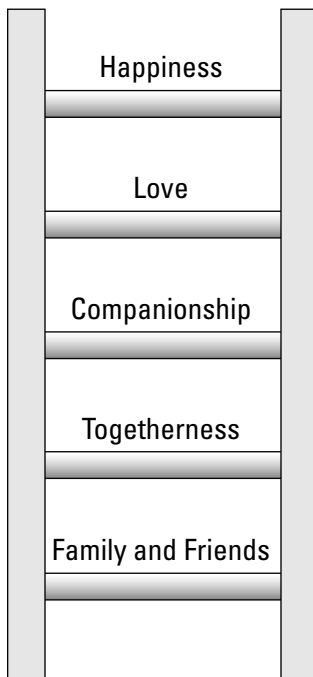 Happiness
Love
Companionship
Togetherness
Family and Friends